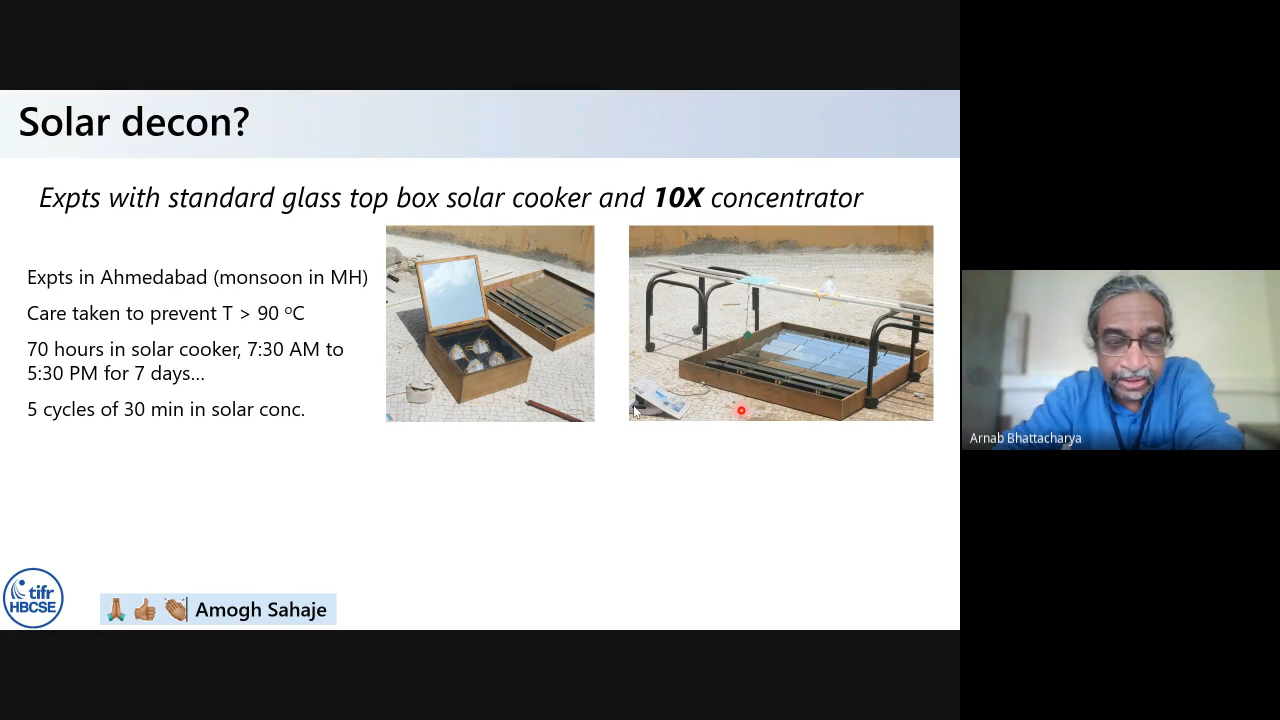 Solar decon?
Expts with standard glass top box solar cooker and 10X concentrator
Expts in Ahmedabad (monsoon in MH)
Care taken to prevent T > 90 ᵒC
70 hours in solar cooker, 7:30 AM to
5:30 PM for 7 days...
5 cycles of 30 min in solar conc.
tifr
HBCSE
🙏🏽 👍🏽 👏🏽 Amogh Sahaje
Arnab Bhattacharya